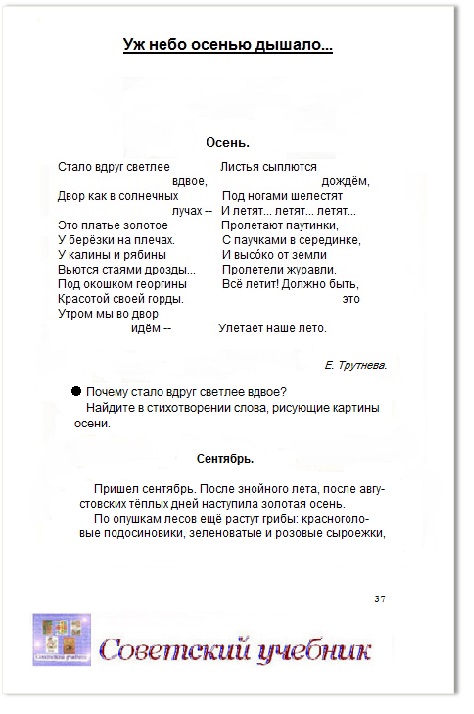 Уж небо осенью дышало...
Осень.
Стало вдруг светлее
вдвое,
Двор как в солнечных
лучах --
Это платье золотое
У берёзки на плечах.
У калины и рябины
Вьются стаями дрозды...
Под окошком георгины
Красотой своей горды.
Утром мы во двор
идём --
Листья сыплются
дождём,
Под ногами шелестят
И летят... летят... летят...
Пролетают паутинки,
С паучками в серединке,
И высо́ко от земли
Пролетели журавли.
Всё летит! Должно быть,
это
Улетает наше лето.
Е. Трутнева.
● Почему стало вдруг светлее вдвое?
Найдите в стихотворении слова, рисующие картины
осени.
Сентябрь.
Пришел сентябрь. После знойного лета, после авгу-
стовских тёплых дней наступила золотая осень.
По опушкам лесов ещё растут грибы: красноголо-
вые подосиновики, зеленоватые и розовые сыроежки,
37
Советский учебник